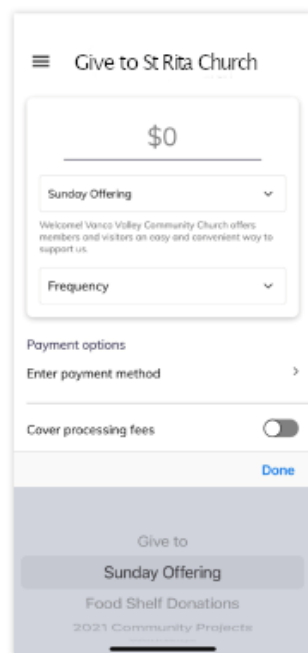 Give to St Rita Church
$0
Sunday Offering
Welcome! Vanco Valley Community Church offers
members and visitors an easy and convenient way to
support us.
Frequency
Payment options
Enter payment method
Cover processing fees
Done
Give to
Sunday Offering
Food Shelf Donations
2021 Community Projects